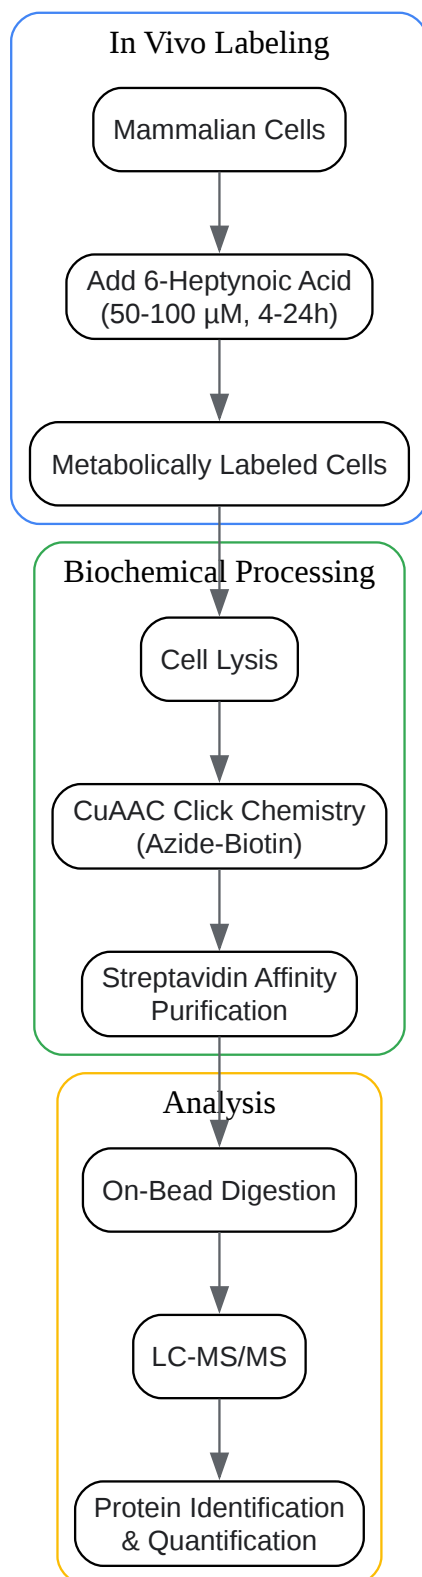 In Vivo Labeling
Mammalian Cells
Add 6-Heptynoic Acid
(50-100 µM, 4-24h)
Metabolically Labeled Cells
Biochemical Processing
Cell Lysis
CuAAC Click Chemistry
(Azide-Biotin)
Streptavidin Affinity
Purification
Analysis
On-Bead Digestion
LC-MS/MS
Protein Identification
& Quantification